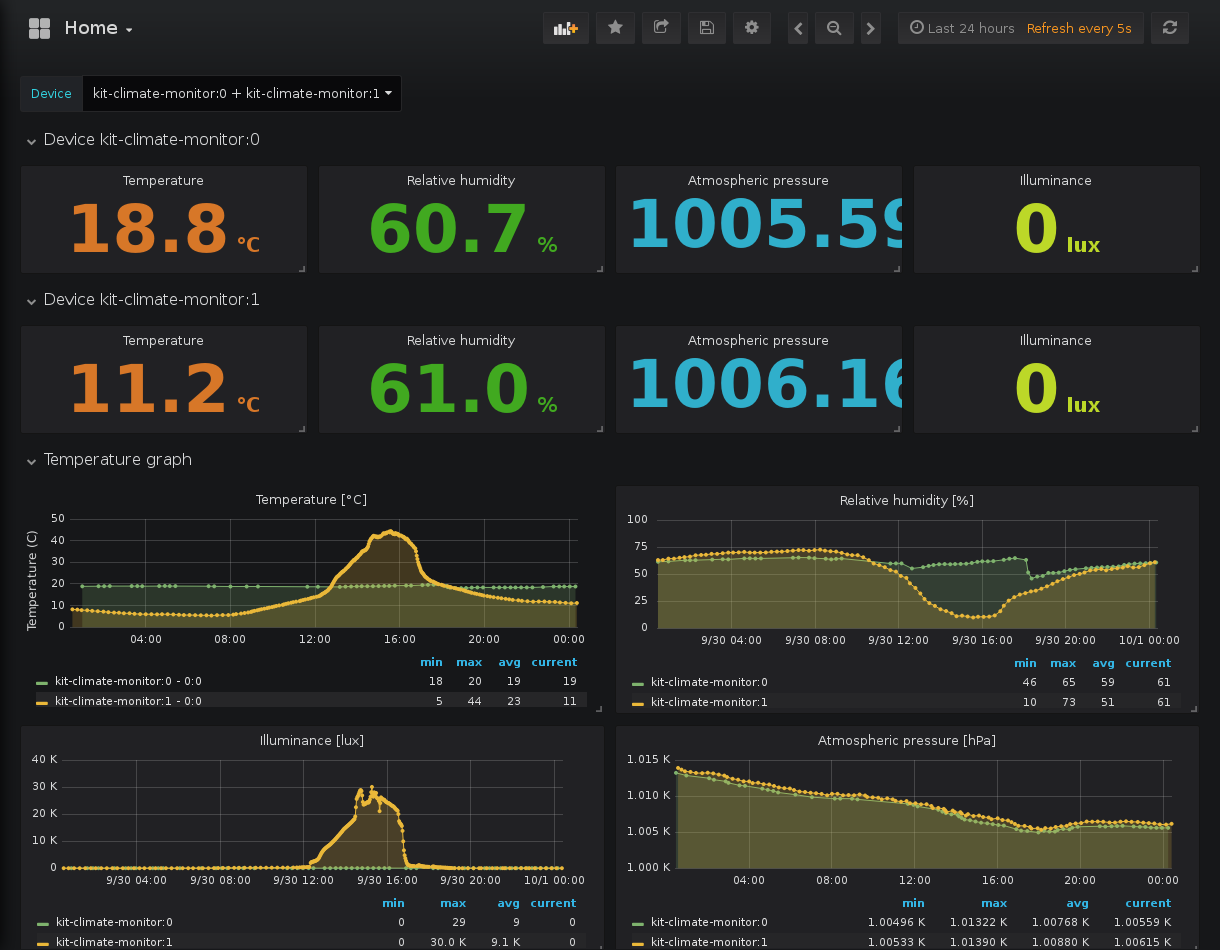 Home
Last 24 hours Refresh every 5s
Device kit-climate-monitor:0 + kit-climate-monitor:1
Device kit-climate-monitor:0
Temperature Relative humidity Atmospheric pressure Illuminance
18.8 °C 60.7 % 1005.59 0 lux
Device kit-climate-monitor:1
Temperature Relative humidity Atmospheric pressure Illuminance
11.2 °C 61.0 % 1006.16 0 lux
Temperature graph
Temperature [°C]
Temperature (C)
50
40
30
20
10
0
04:00 08:00 12:00 16:00 20:00 00:00
min max avg current
kit-climate-monitor:0 - 0:0 18 20 19 19
kit-climate-monitor:1 - 0:0 5 44 23 11
Relative humidity [%]
100
75
50
25
0
9/30 04:00 9/30 08:00 9/30 12:00 9/30 16:00 9/30 20:00 10/1 00:00
min max avg current
kit-climate-monitor:0 46 65 59 61
kit-climate-monitor:1 10 73 51 61
Illuminance [lux]
40 K
30 K
20 K
10 K
0
9/30 04:00 9/30 08:00 9/30 12:00 9/30 16:00 9/30 20:00 10/1 00:00
min max avg current
kit-climate-monitor:0 0 29 9 0
kit-climate-monitor:1 0 30.0 K 9.1 K 0
Atmospheric pressure [hPa]
1.015 K
1.010 K
1.005 K
1.000 K
04:00 08:00 12:00 16:00 20:00 00:00
min max avg current
kit-climate-monitor:0 1.00496 K 1.01322 K 1.00768 K 1.00559 K
kit-climate-monitor:1 1.00533 K 1.01390 K 1.00880 K 1.00615 K